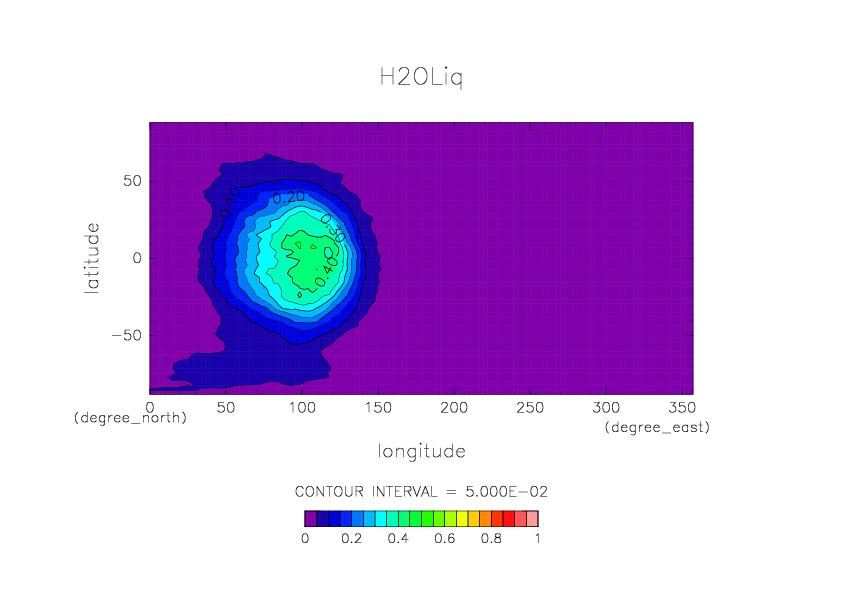 H2OLiq
50
0
−50
latitude
0.10
0.20
0.30
0.40
0 50 100 150 200 250 300 350
(degree_north)
(degree_east)
longitude
CONTOUR INTERVAL = 5.000E−02
0 0.2 0.4 0.6 0.8 1